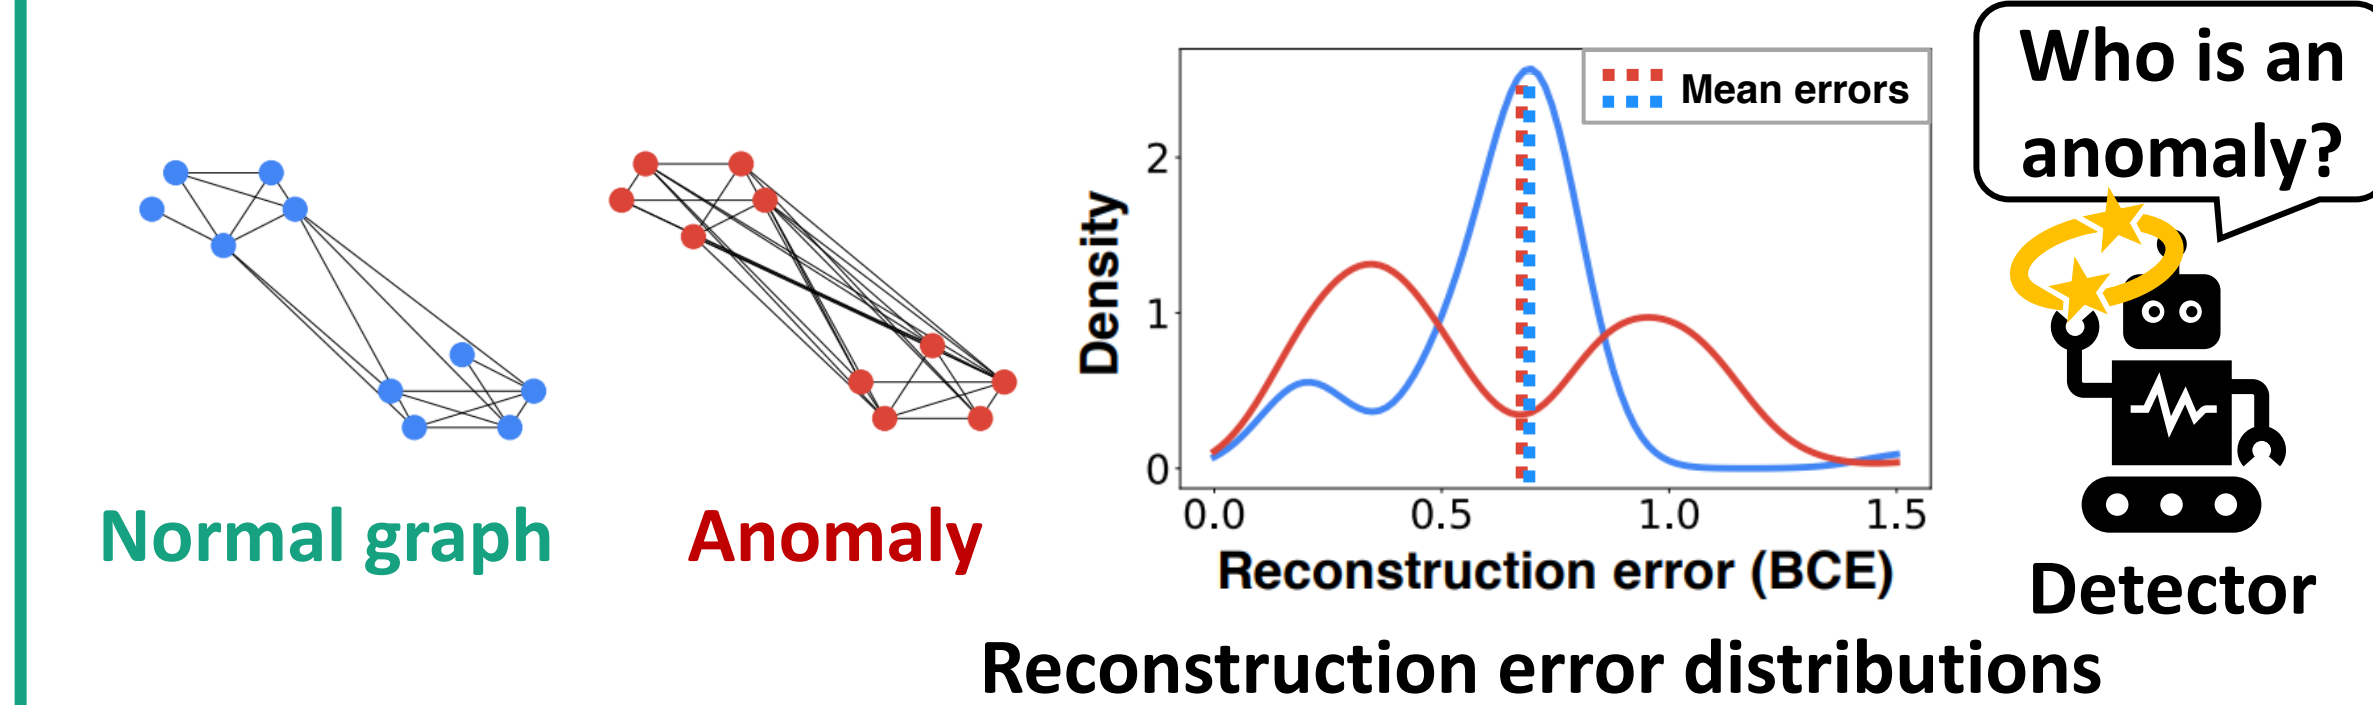 Normal graph
Anomaly
Density
2
1
0
0.0
0.5
1.0
1.5
Mean errors
Reconstruction error (BCE)
Reconstruction error distributions
Who is an
anomaly?
Detector